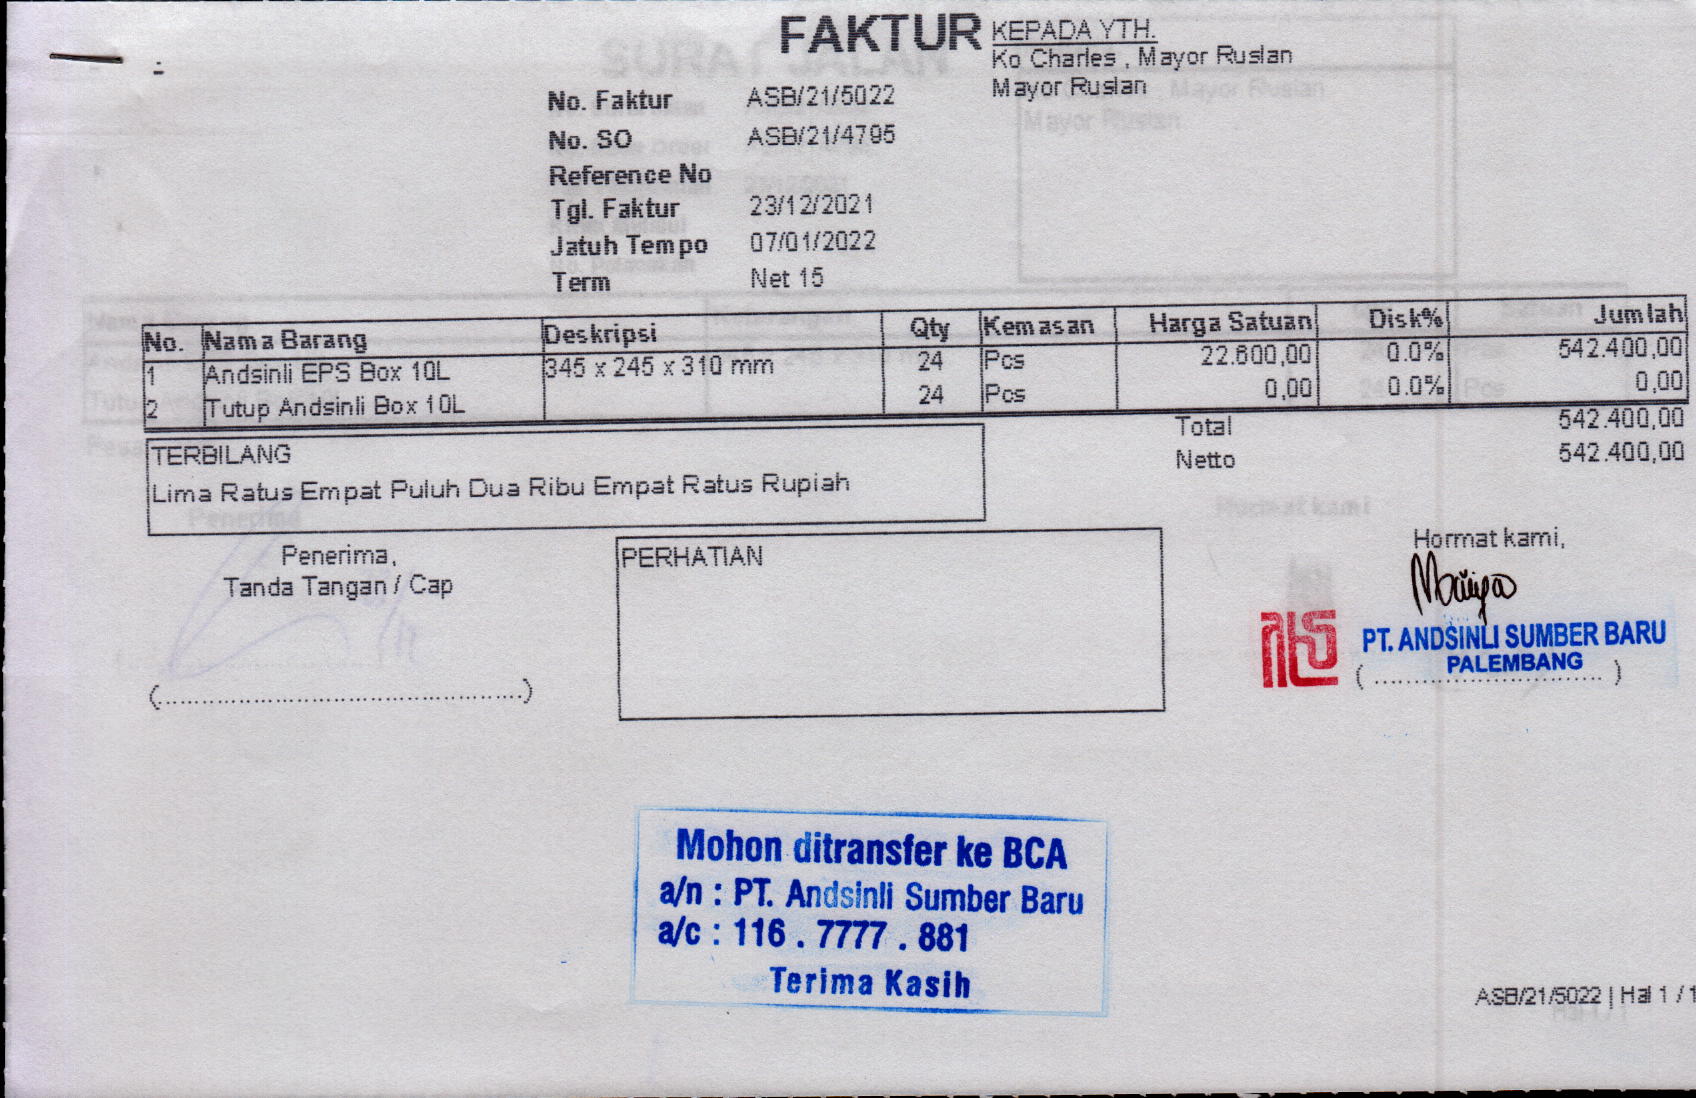 FAKTUR
KEPADA YTH.
Ko Charles , Mayor Ruslan
Mayor Ruslan
No. Faktur ASB/21/5022
No. SO ASB/21/4795
Reference No
Tgl. Faktur 23/12/2021
Jatuh Tempo 07/01/2022
Term Net 15
No. Nama Barang Deskripsi Qty Kemasan Harga Satuan Disk% Jumlah
1 Andsinli EPS Box 10L 345 x 245 x 310 mm 24 Pcs 22.600,00 0.0% 542.400,00
2 Tutup Andsinli Box 10L 24 Pcs 0,00 0.0% 0,00
Total 542.400,00
Netto 542.400,00
TERBILANG
Lima Ratus Empat Puluh Dua Ribu Empat Ratus Rupiah
Penerima,
Tanda Tangan / Cap
(..................................................)
PERHATIAN
Hormat kami,
PT. ANDSINLI SUMBER BARU
PALEMBANG
( .............................. )
Mohon ditransfer ke BCA
a/n : PT. Andsinli Sumber Baru
a/c : 116 . 7777 . 881
Terima Kasih
ASB/21/5022 | Hal 1 / 1